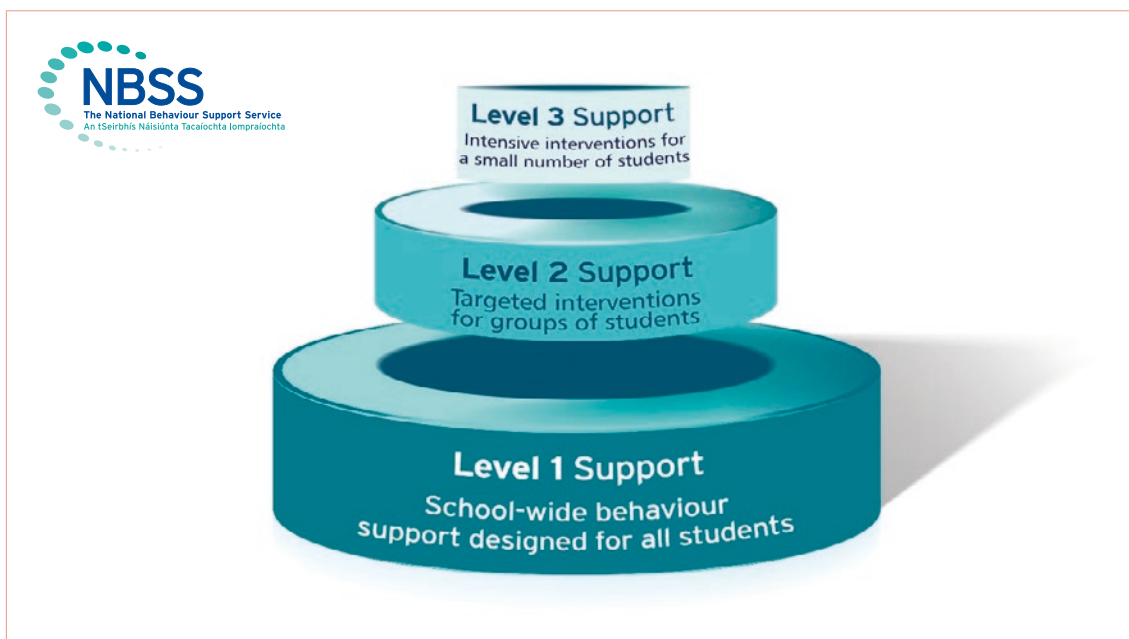 NBSS
The National Behaviour Support Service
An tSeirbhís Náisiúnta Tacaíochta Iompraíochta
Level 3 Support
Intensive interventions for
a small number of students
Level 2 Support
Targeted interventions
for groups of students
Level 1 Support
School-wide behaviour
support designed for all students